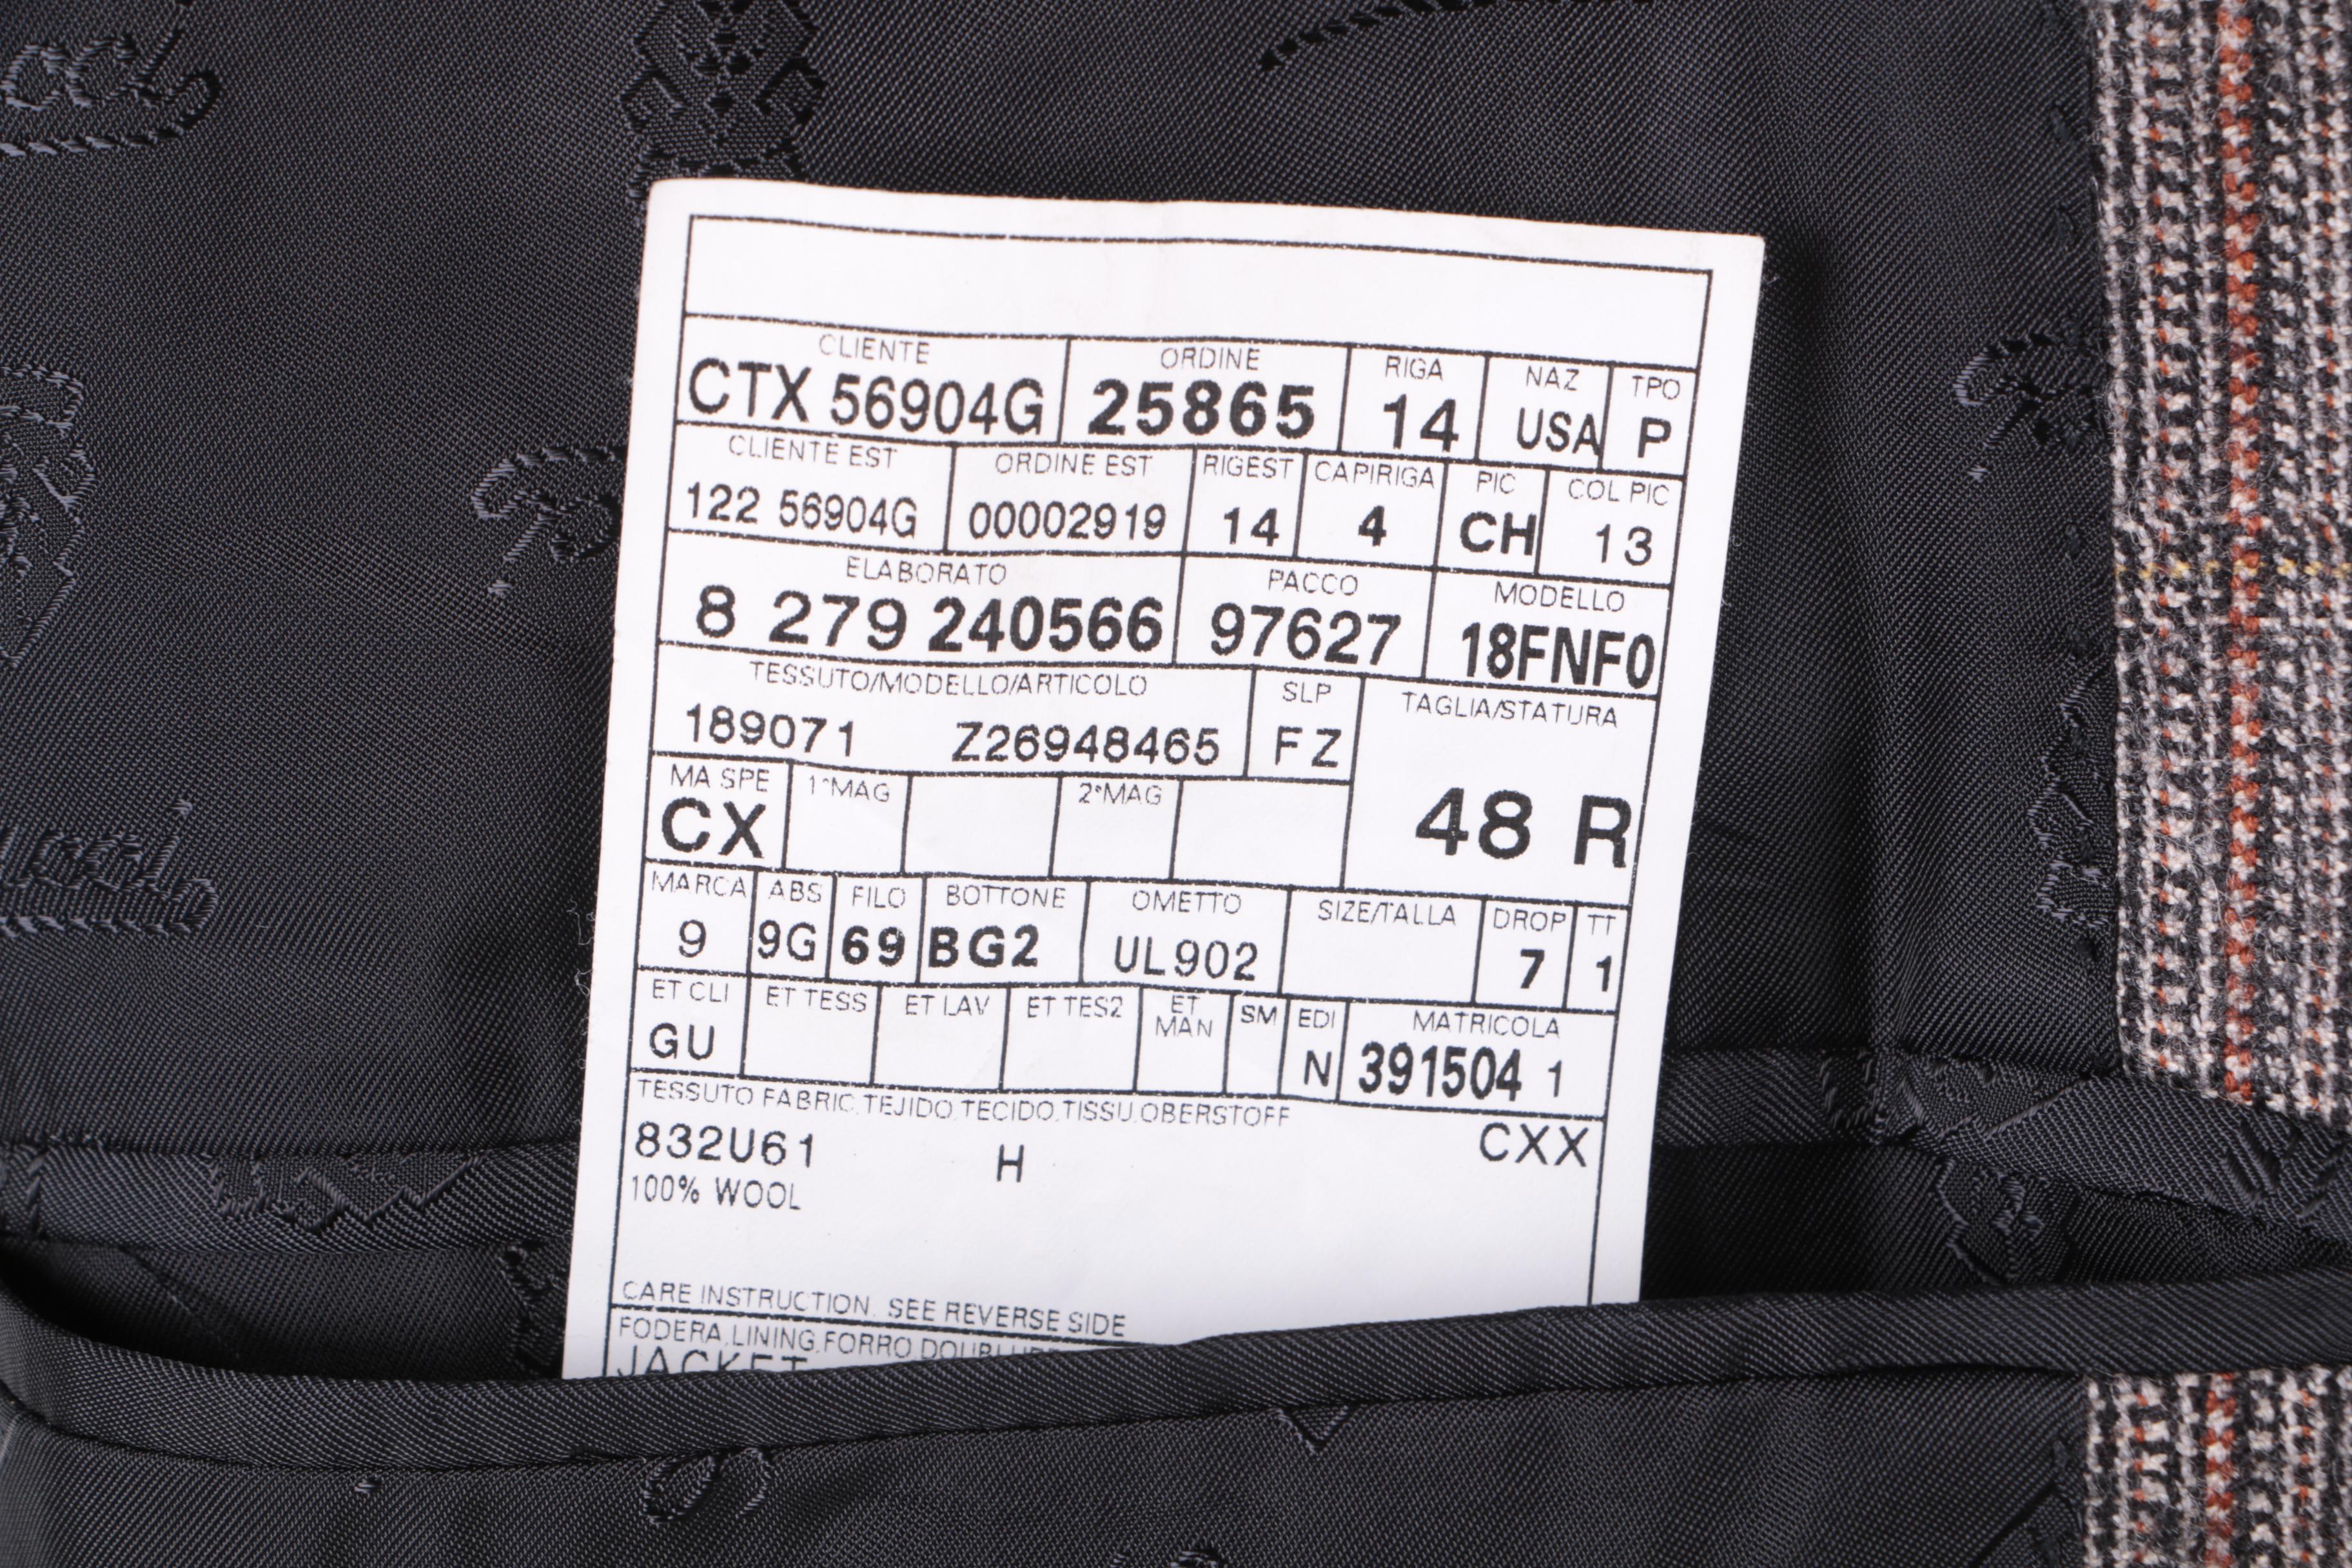 CLIENTE ORDINE RIGA NAZ TPO
CTX 56904G 25865 14 USA P
CLIENTE EST ORDINE EST RIGEST CAPIRIGA PIC COL PIC
122 56904G 00002919 14 4 CH 13
ELABORATO PACCO MODELLO
8 279 240566 97627 18FNF0
TESSUTO/MODELLO/ARTICOLO SLP TAGLIA/STATURA
189071 Z26948465 FZ
48 R
MA SPE 1°MAG 2°MAG
CX
MARCA ABS FILO BOTTONE OMETTO SIZE/TALLA DROP TT
9 9G 69 BG2 UL902 7 1
ET CLI ET TESS ET LAV ET TES2 ET MAN SM EDI MATRICOLA
GU N 391504 1
TESSUTO FABRIC.TEJIDO.TECIDO.TISSU.OBERSTOFF
832U61 H CXX
100% WOOL
CARE INSTRUCTION. SEE REVERSE SIDE
FODERA.LINING.FORRO
JACKET